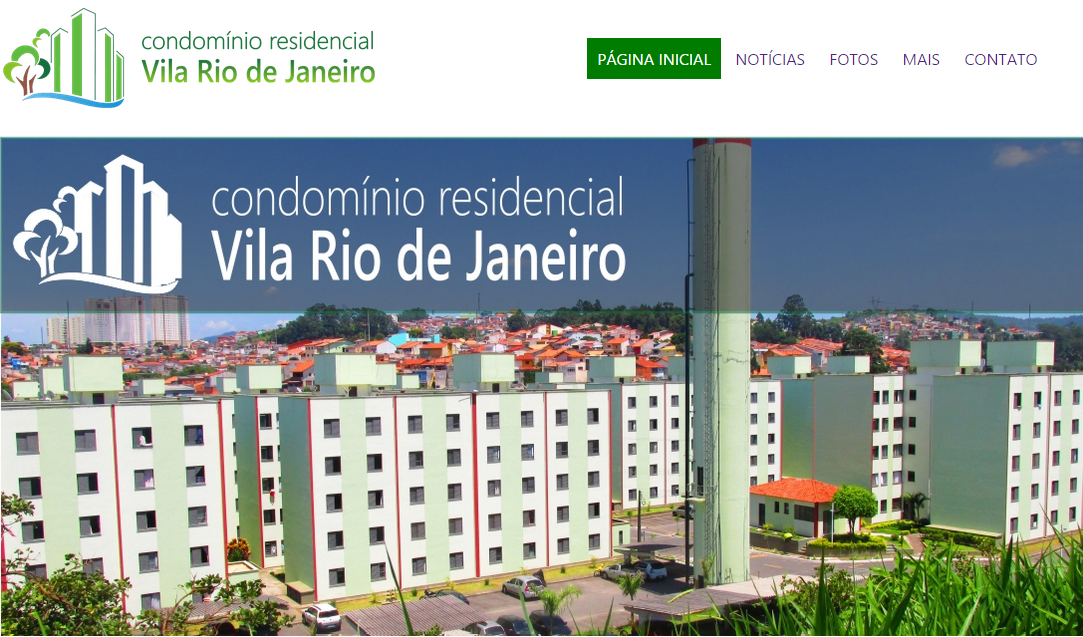 condomínio residencial
Vila Rio de Janeiro
PÁGINA INICIAL NOTÍCIAS FOTOS MAIS CONTATO
condomínio residencial
Vila Rio de Janeiro